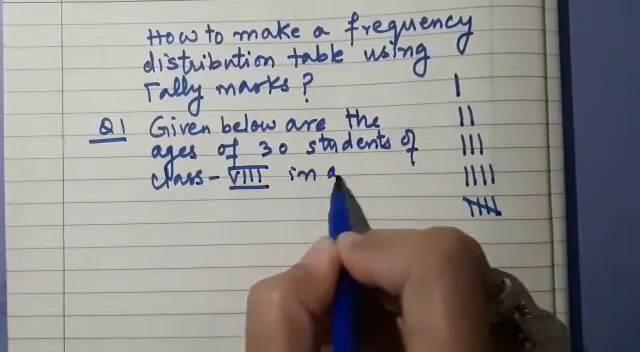 How to make a frequency
distribution table using
Tally marks?
Q1 Given below are the
ages of 30 students of
class - VIII in a
|
||
|||
||||